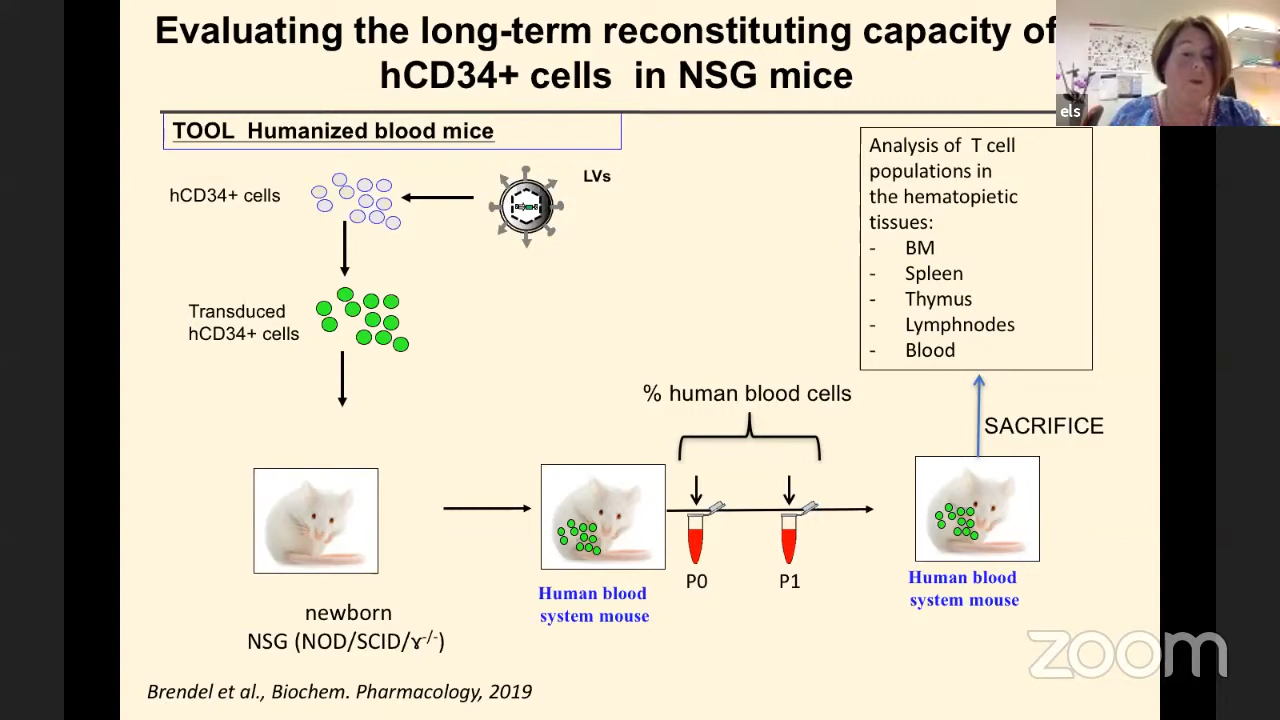 Evaluating the long-term reconstituting capacity of
hCD34+ cells in NSG mice
els
TOOL Humanized blood mice
hCD34+ cells
LVs
Transduced
hCD34+ cells
Analysis of T cell
populations in
the hematopietic
tissues:
- BM
- Spleen
- Thymus
- Lymphnodes
- Blood
% human blood cells
SACRIFICE
P0
P1
Human blood
system mouse
Human blood
system mouse
newborn
NSG (NOD/SCID/ɤ-/-)
Brendel et al., Biochem. Pharmacology, 2019
zoom